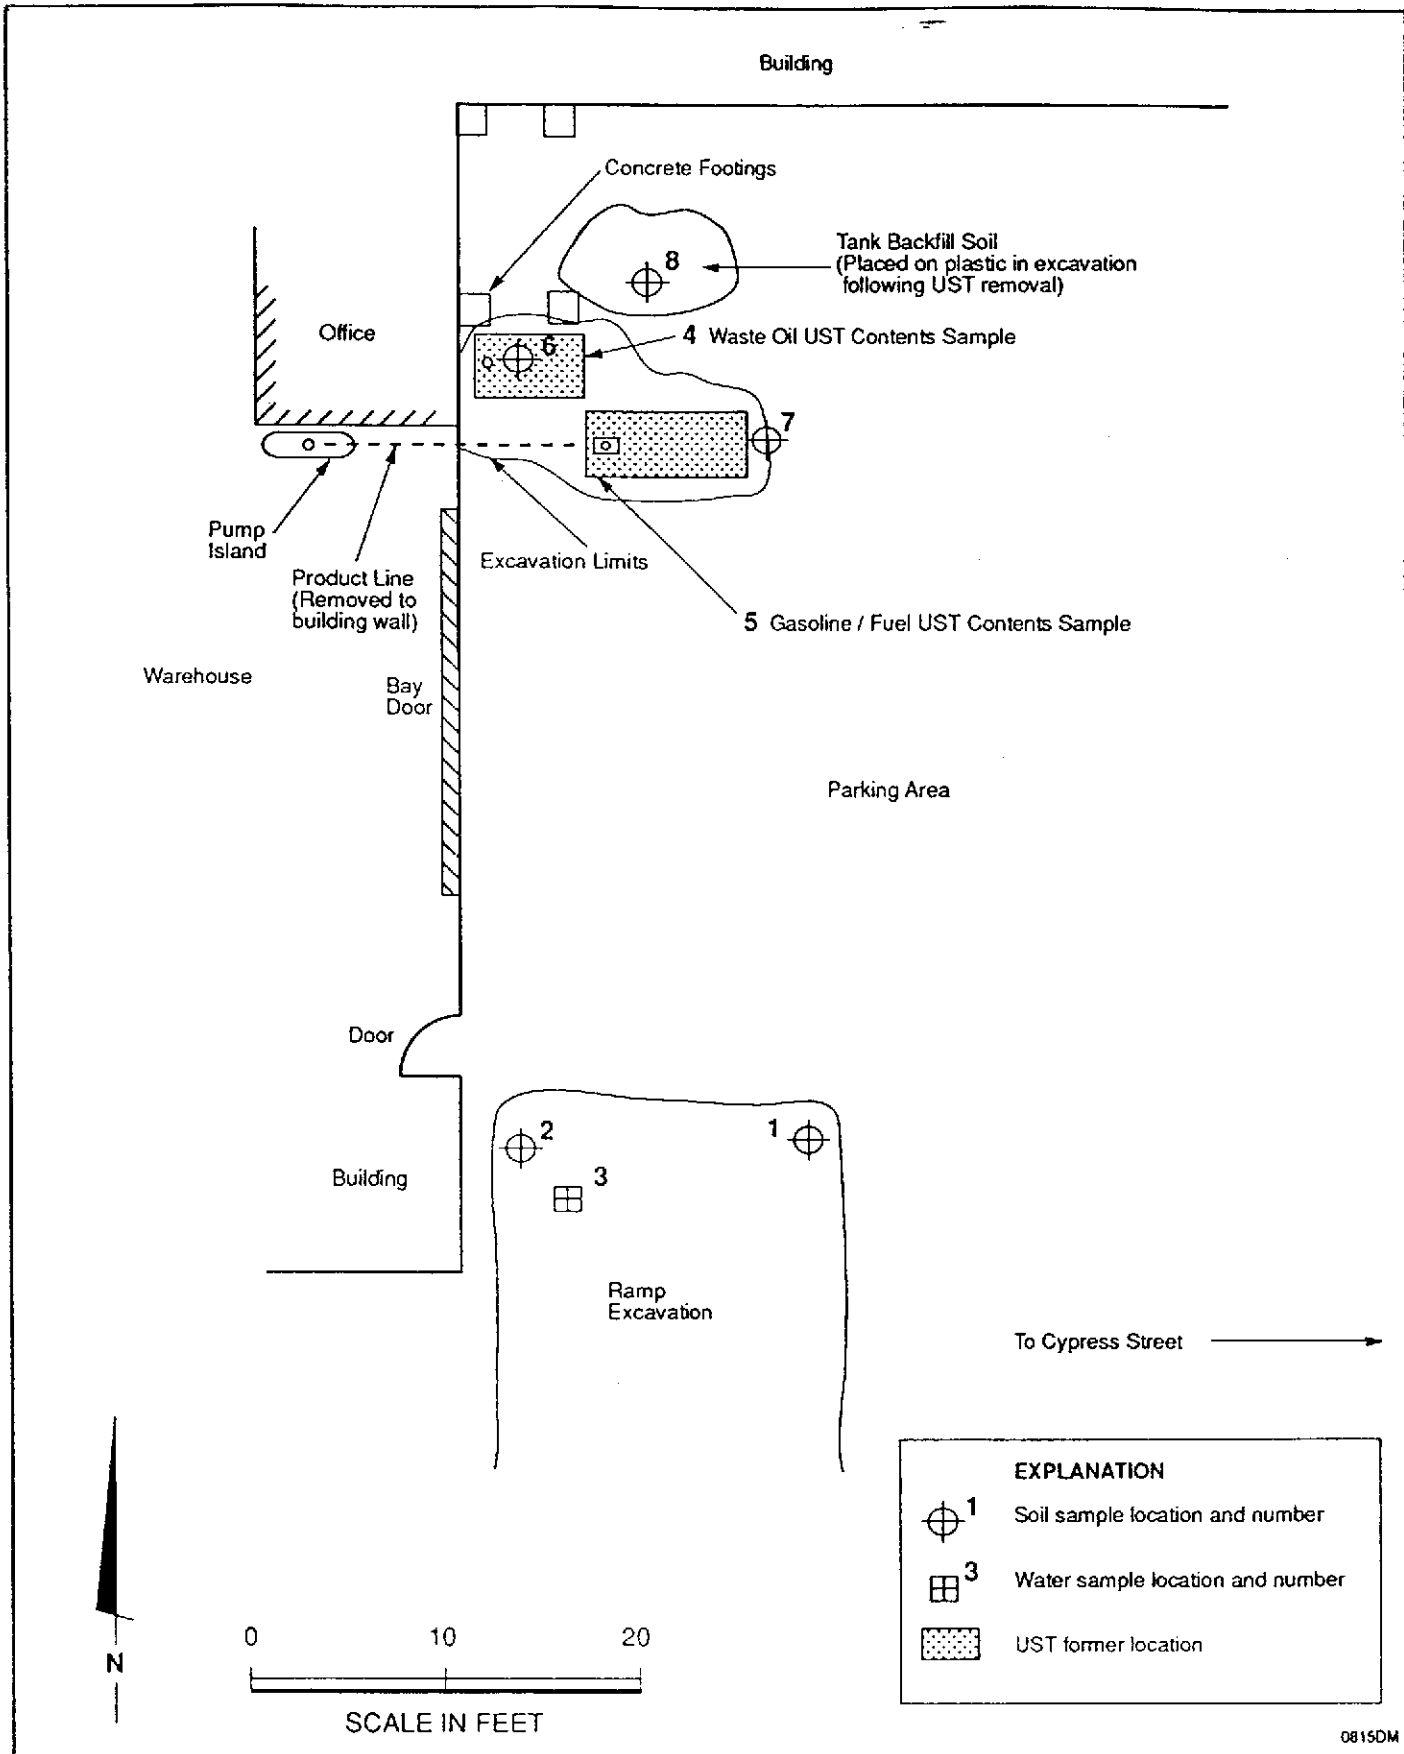 Building
Concrete Footings
Tank Backfill Soil
(Placed on plastic in excavation
following UST removal)
8
Office
4 Waste Oil UST Contents Sample
6
7
Pump
Island
Excavation Limits
Product Line
(Removed to
building wall)
5 Gasoline / Fuel UST Contents Sample
Warehouse
Bay
Door
Parking Area
Door
2
1
3
Building
Ramp
Excavation
To Cypress Street
EXPLANATION
1 Soil sample location and number
3 Water sample location and number
UST former location
N
0 10 20
SCALE IN FEET
0815DM